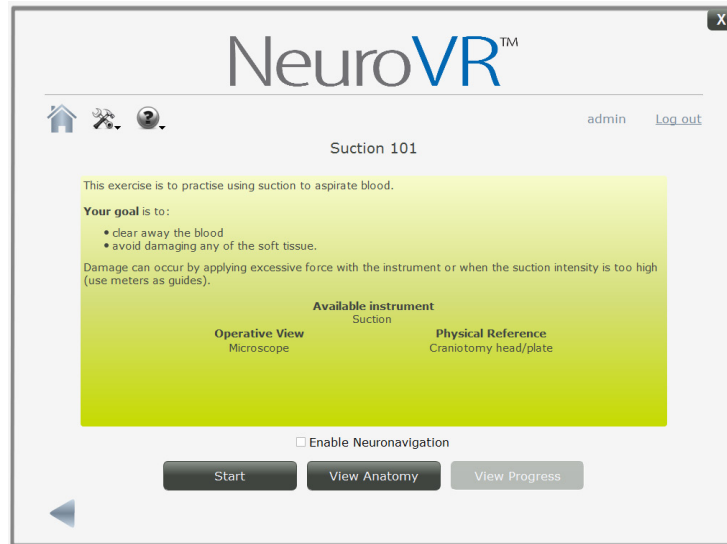 X
NeuroVR™
admin Log out
Suction 101
This exercise is to practise using suction to aspirate blood.
Your goal is to:
• clear away the blood
• avoid damaging any of the soft tissue.
Damage can occur by applying excessive force with the instrument or when the suction intensity is too high
(use meters as guides).
Available instrument
Suction
Operative View Physical Reference
Microscope Craniotomy head/plate
Enable Neuronavigation
Start View Anatomy View Progress